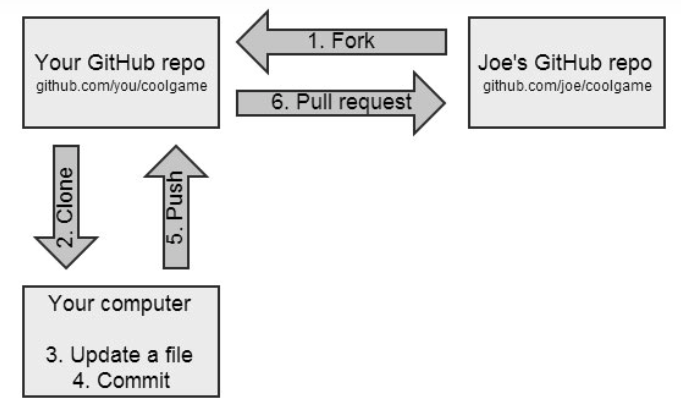 Your GitHub repo
github.com/you/coolgame
1. Fork
6. Pull request
Joe's GitHub repo
github.com/joe/coolgame
2. Clone
5. Push
Your computer
3. Update a file
4. Commit